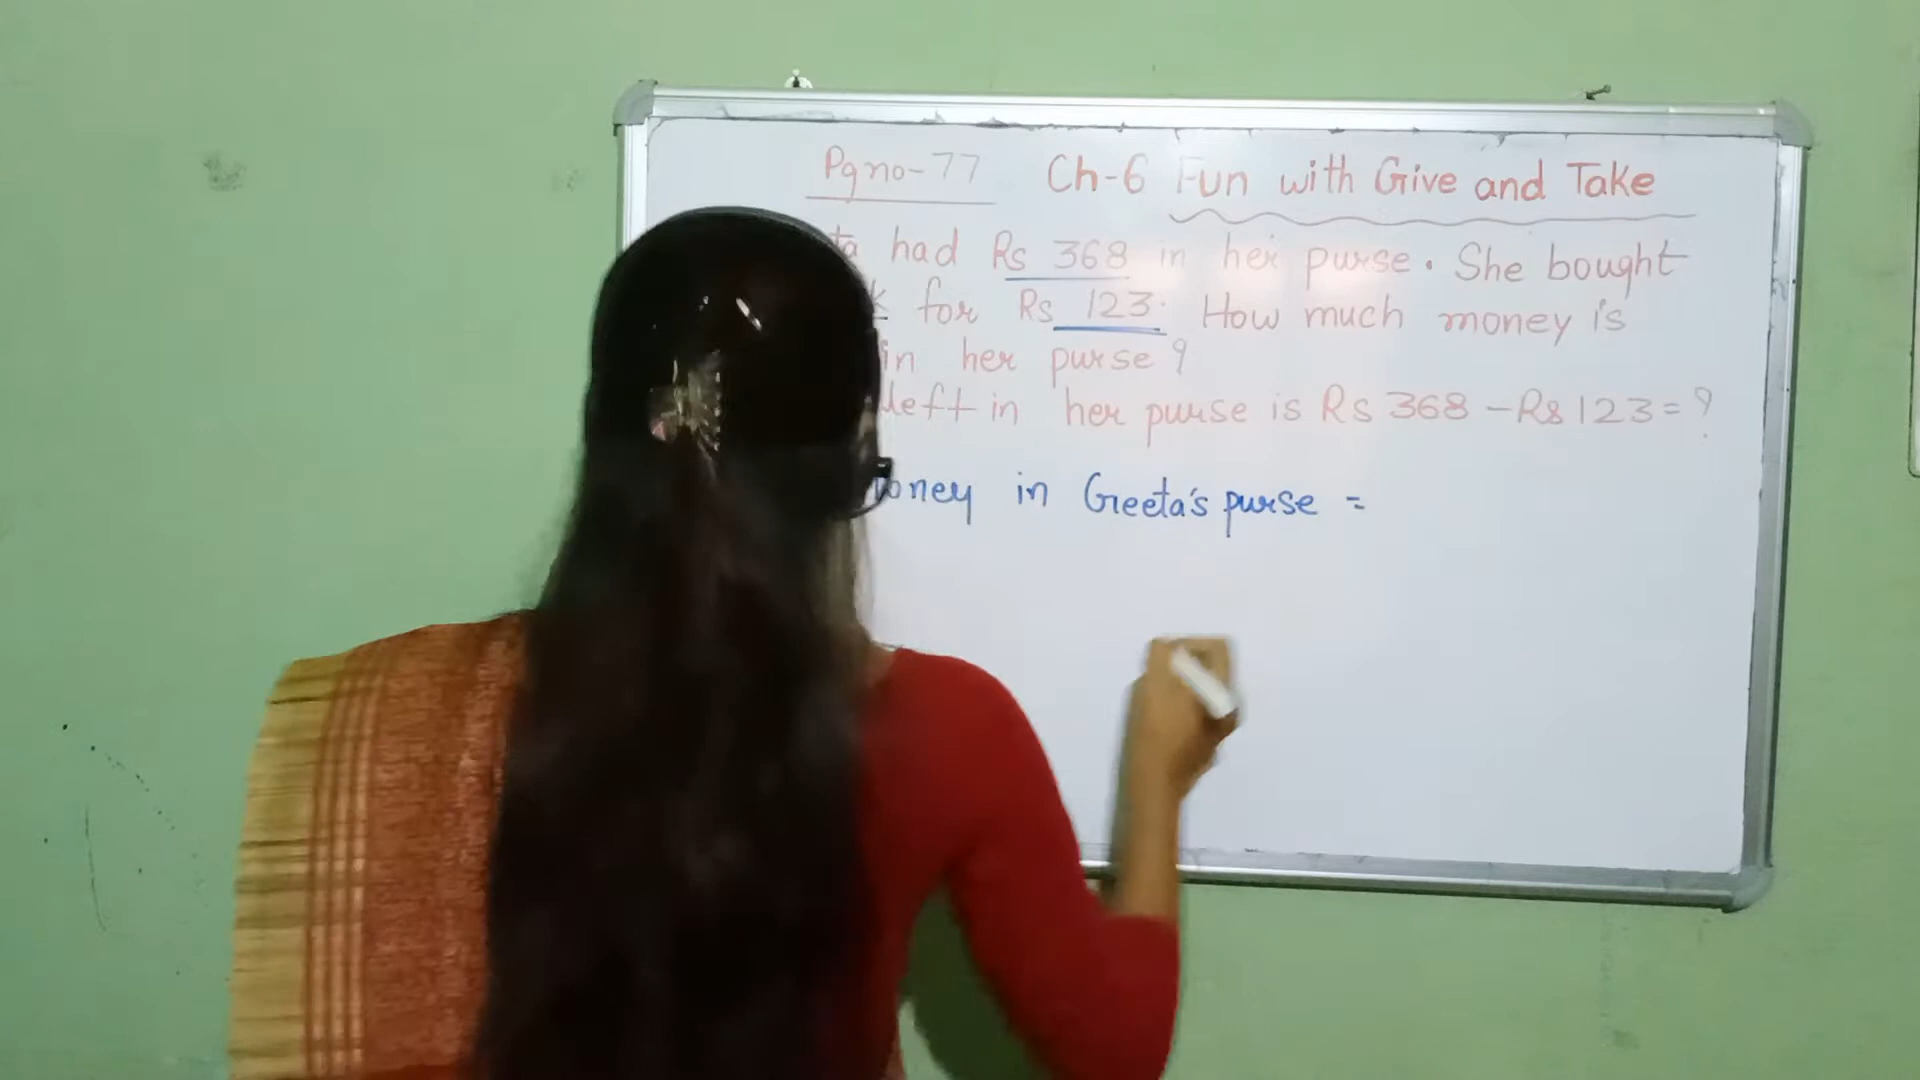 Pg no-77 Ch-6 Fun with Give and Take
had Rs 368 in her purse. She bought
for Rs 123. How much money is
in her purse?
left in her purse is Rs 368 - Rs 123 = ?
money in Geeta's purse =